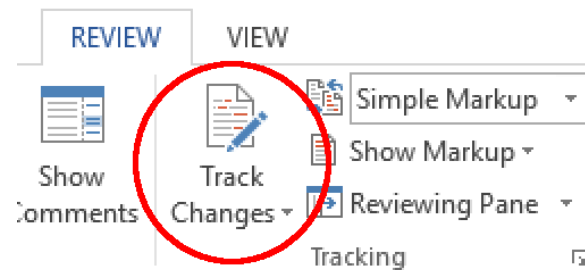 REVIEW VIEW
Show
Comments
Track
Changes
Simple Markup
Show Markup
Reviewing Pane
Tracking